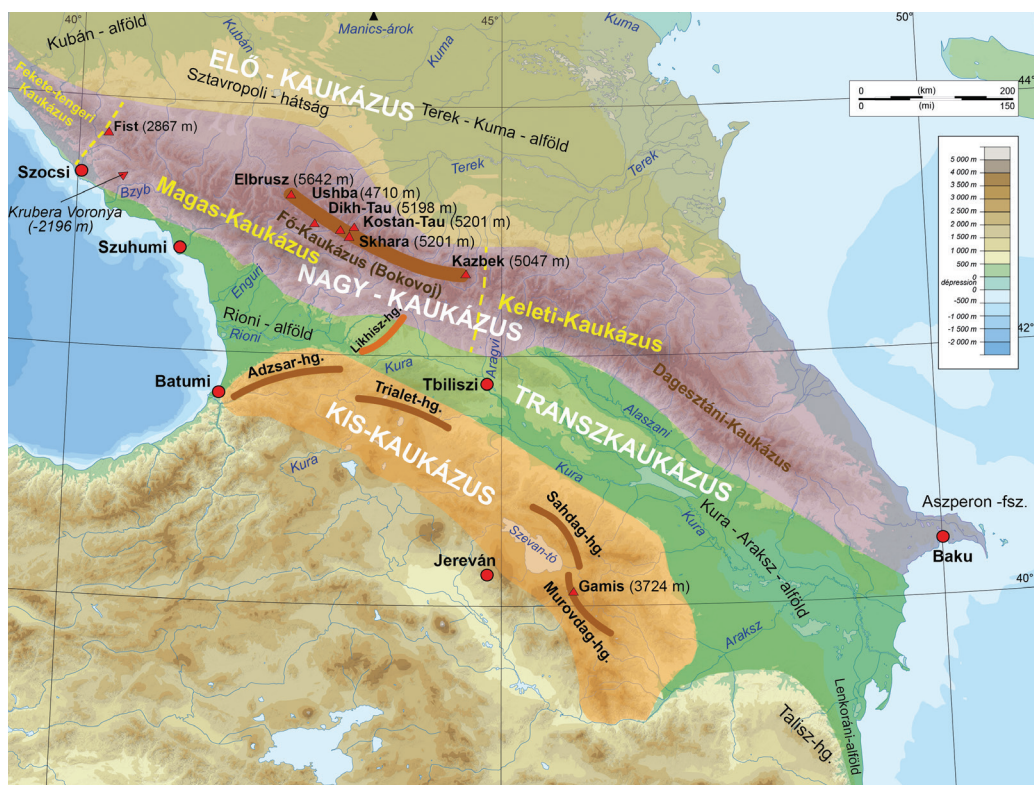 40°
45°
50°
Kubán - alföld
Kubán
Manics-árok
Kuma
Kuma
44°
ELŐ - KAUKÁZUS
Sztavropoli - hátság
Terek - Kuma - alföld
Terek
Terek
0 (km) 200
0 (mi) 150
Fekete-tengeri
Kaukázus
Fist (2867 m)
Szocsi
Bzyb
Krubera Voronya
(-2196 m)
Szuhumi
Magas-Kaukázus
Elbrusz (5642 m)
Ushba (4710 m)
Dikh-Tau (5198 m)
Kostan-Tau (5201 m)
Skhara (5201 m)
Fő-Kaukázus (Bokovoj)
Kazbek (5047 m)
NAGY - KAUKÁZUS
Keleti-Kaukázus
Dagesztáni-Kaukázus
5 000 m
4 000 m
3 500 m
3 000 m
2 500 m
2 000 m
1 500 m
1 000 m
500 m
0
dépression
0
-500 m
-1 000 m
-1 500 m
-2 000 m
42°
Enguri
Rioni - alföld
Rioni
Likhisz-hg.
Kura
Aragvi
Batumi
Adzsar-hg.
Trialet-hg.
Tbiliszi
TRANSZKAUKÁZUS
Alaszani
KIS-KAUKÁZUS
Kura
Kura
Kura
Kura - Araksz - alföld
Aszperon -fsz.
Baku
Sahdag-hg.
Szevan-tó
Jereván
Gamis (3724 m)
Murovdag-hg.
40°
Araksz
Talisz-hg.
Lenkoráni-alföld